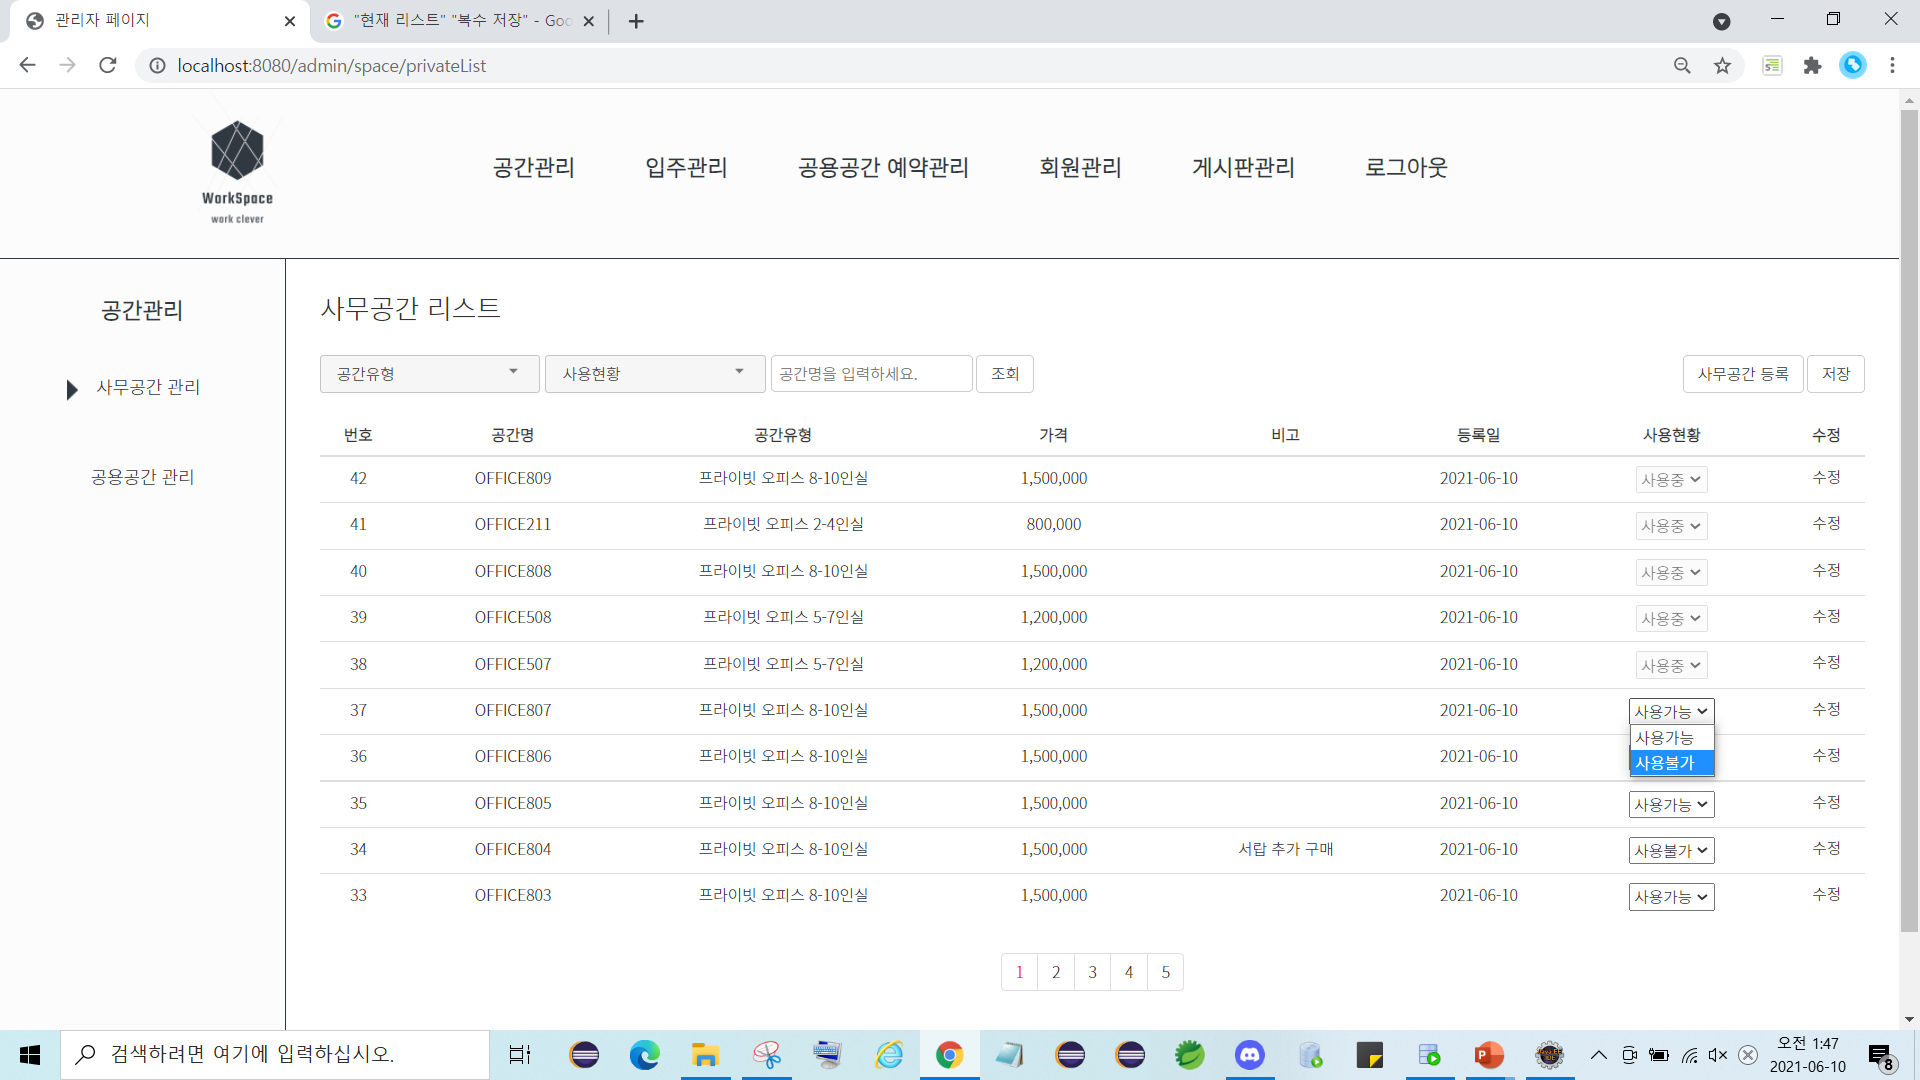 관리자 페이지
"현재 리스트" "복수 저장" - Goo
localhost:8080/admin/space/privateList
WorkSpace
work clever
공간관리 입주관리 공용공간 예약관리 회원관리 게시판관리 로그아웃
공간관리
사무공간 관리
공용공간 관리
사무공간 리스트
공간유형 사용현황 공간명을 입력하세요. 조회 사무공간 등록 저장
번호 공간명 공간유형 가격 비고 등록일 사용현황 수정
42 OFFICE809 프라이빗 오피스 8-10인실 1,500,000 2021-06-10 사용중 수정
41 OFFICE211 프라이빗 오피스 2-4인실 800,000 2021-06-10 사용중 수정
40 OFFICE808 프라이빗 오피스 8-10인실 1,500,000 2021-06-10 사용중 수정
39 OFFICE508 프라이빗 오피스 5-7인실 1,200,000 2021-06-10 사용중 수정
38 OFFICE507 프라이빗 오피스 5-7인실 1,200,000 2021-06-10 사용중 수정
37 OFFICE807 프라이빗 오피스 8-10인실 1,500,000 2021-06-10 사용가능 수정
사용가능
36 OFFICE806 프라이빗 오피스 8-10인실 1,500,000 2021-06-10 사용불가 수정
35 OFFICE805 프라이빗 오피스 8-10인실 1,500,000 2021-06-10 사용가능 수정
34 OFFICE804 프라이빗 오피스 8-10인실 1,500,000 서랍 추가 구매 2021-06-10 사용불가 수정
33 OFFICE803 프라이빗 오피스 8-10인실 1,500,000 2021-06-10 사용가능 수정
1 2 3 4 5
검색하려면 여기에 입력하십시오.
오전 1:47
2021-06-10
8